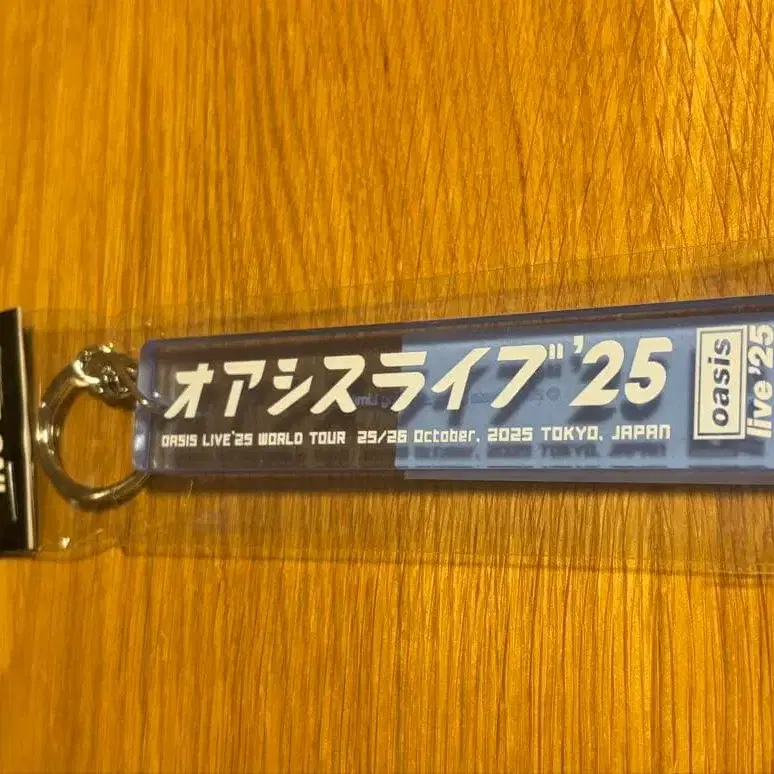 オアシスライブ'25
OASIS LIVE'25 WORLD TOUR 25/26 October, 2025 TOKYO, JAPAN
oasis
live '25